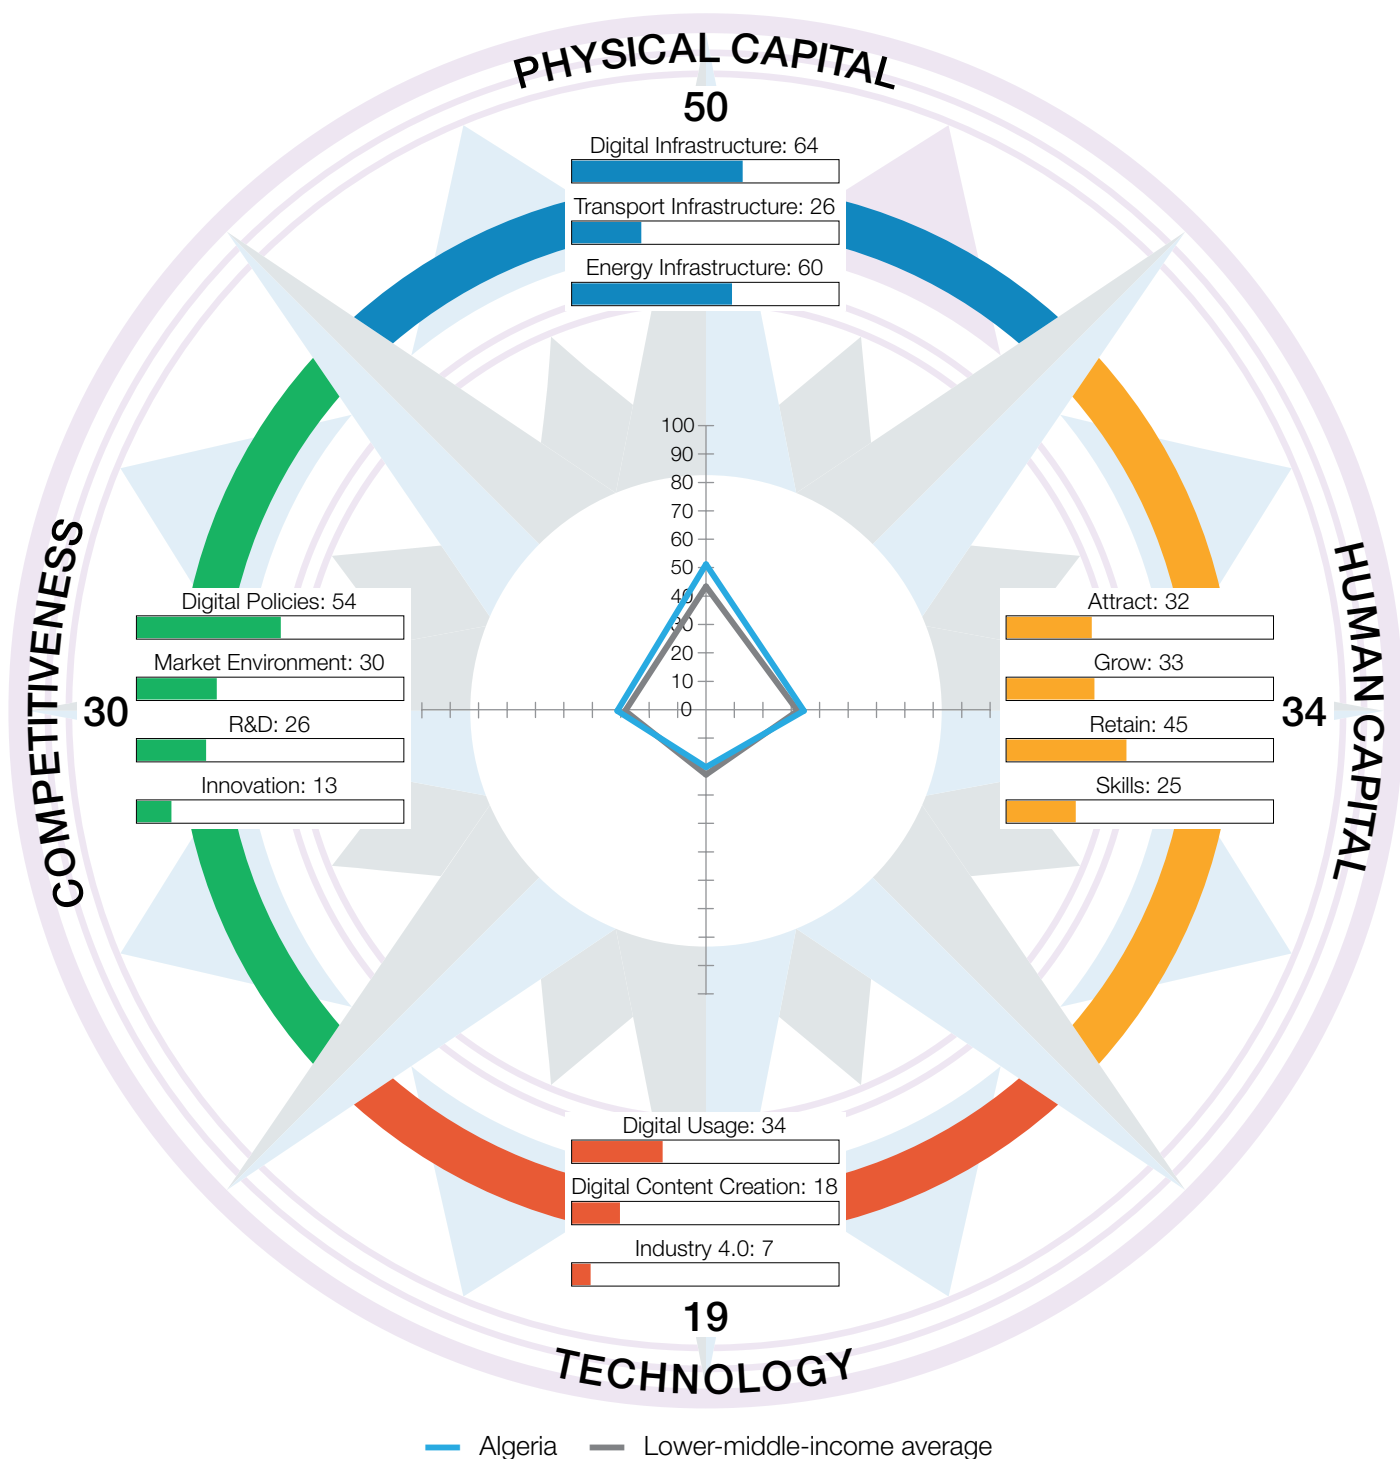 PHYSICAL CAPITAL
50
Digital Infrastructure: 64
Transport Infrastructure: 26
Energy Infrastructure: 60
100
90
80
70
60
50
40
30
20
10
0
COMPETITIVENESS
30
Digital Policies: 54
Market Environment: 30
R&D: 26
Innovation: 13
HUMAN CAPITAL
34
Attract: 32
Grow: 33
Retain: 45
Skills: 25
Digital Usage: 34
Digital Content Creation: 18
Industry 4.0: 7
19
TECHNOLOGY
Algeria
Lower-middle-income average